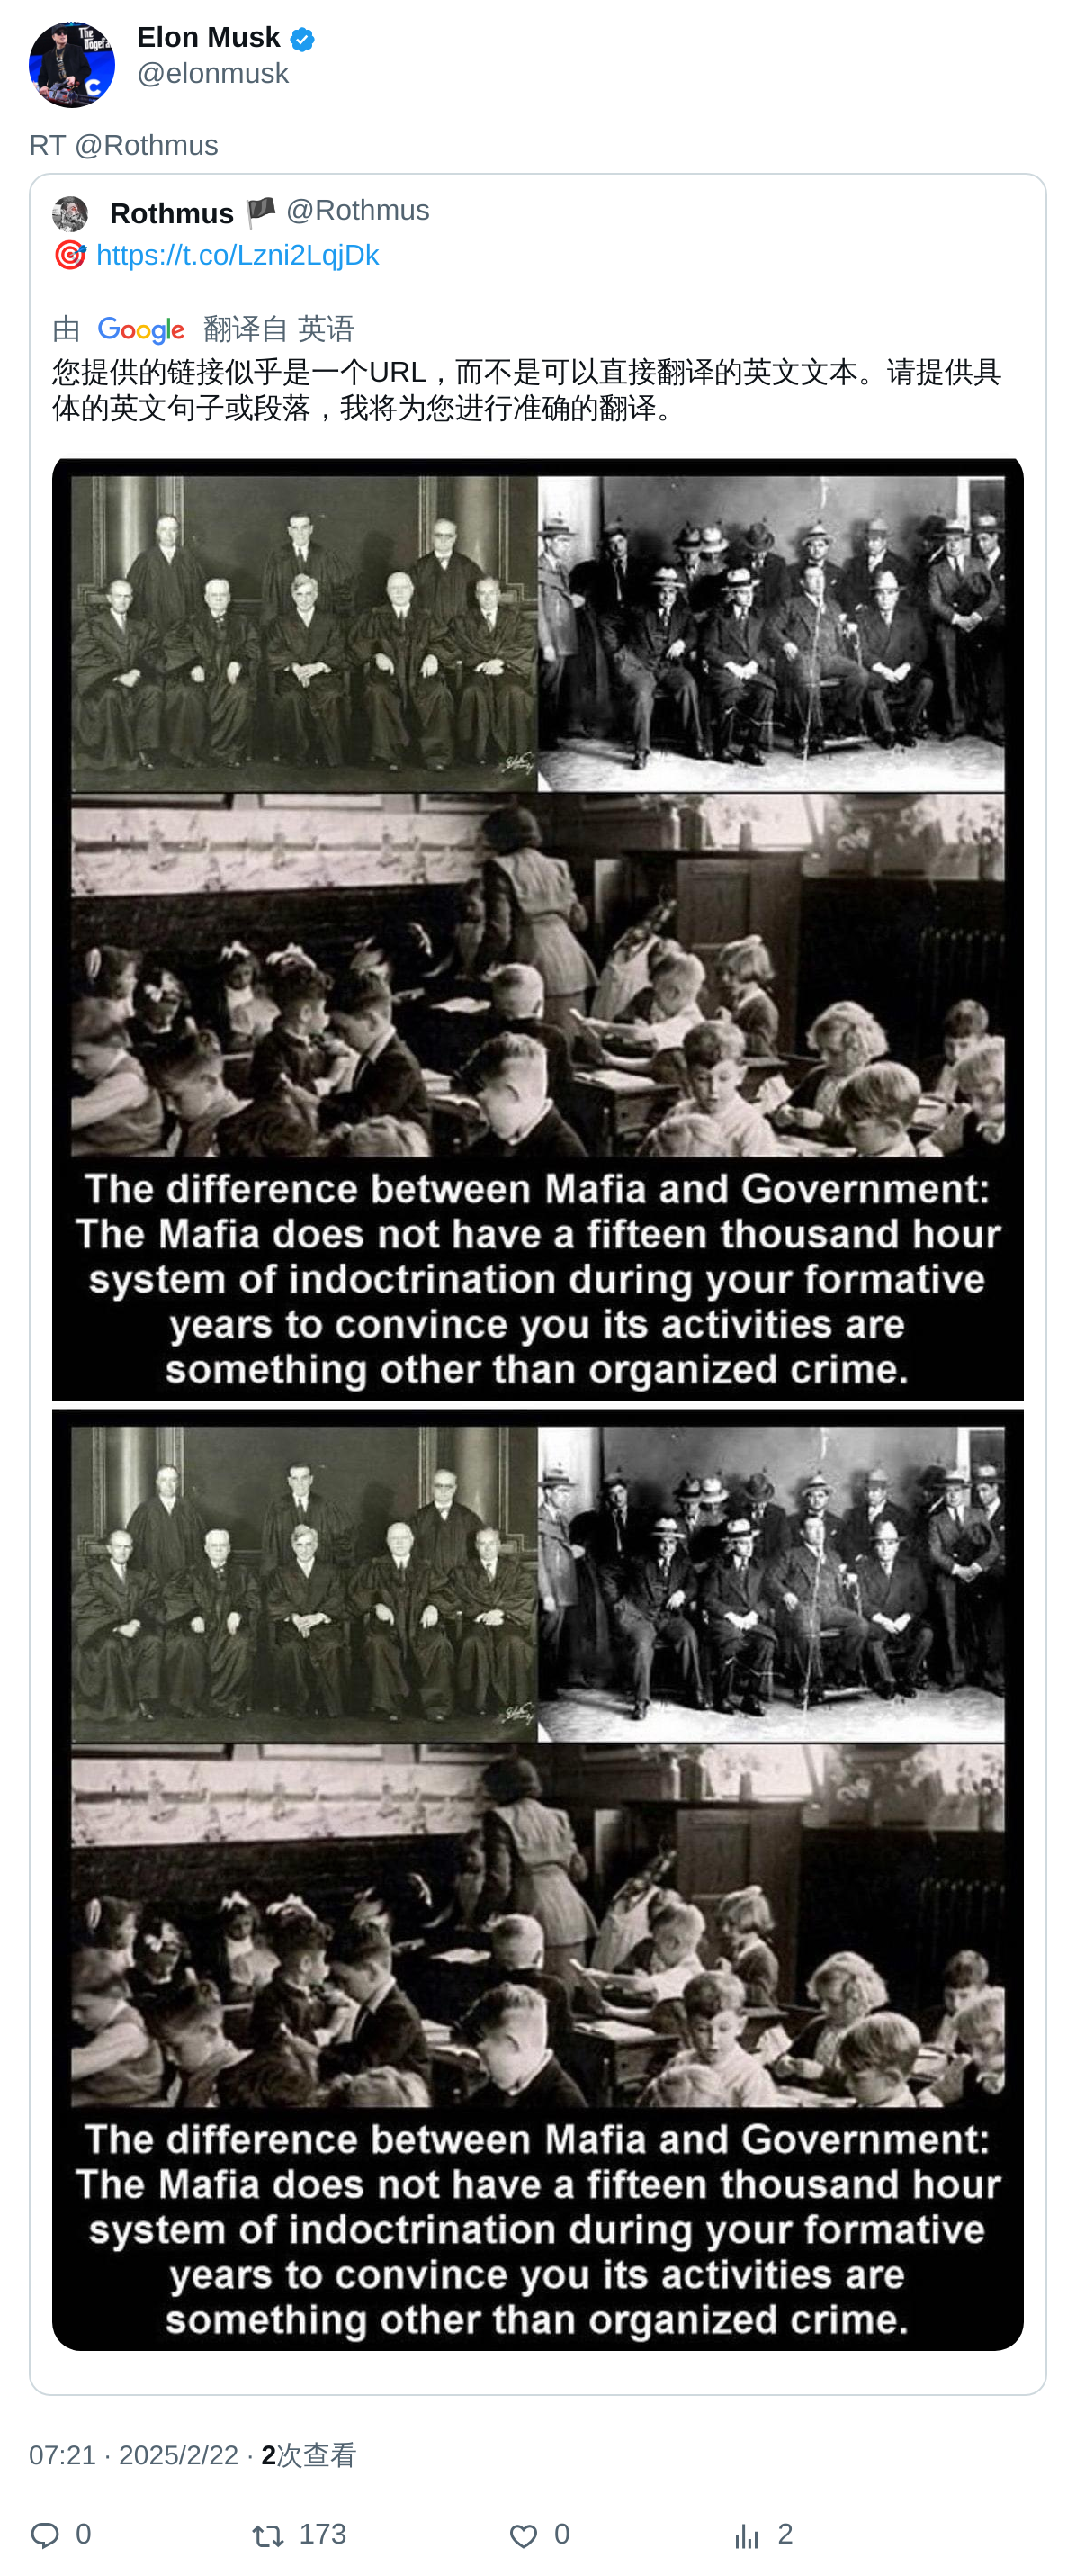 Elon Musk
@elonmusk
RT @Rothmus
Rothmus 🏴 @Rothmus
🎯 https://t.co/Lzni2LqjDk
由 Google 翻译自 英语
您提供的链接似乎是一个URL，而不是可以直接翻译的英文文本。请提供具
体的英文句子或段落，我将为您进行准确的翻译。
The difference between Mafia and Government:
The Mafia does not have a fifteen thousand hour
system of indoctrination during your formative
years to convince you its activities are
something other than organized crime.
The difference between Mafia and Government:
The Mafia does not have a fifteen thousand hour
system of indoctrination during your formative
years to convince you its activities are
something other than organized crime.
07:21 · 2025/2/22 · 2次查看
0 173 0 2